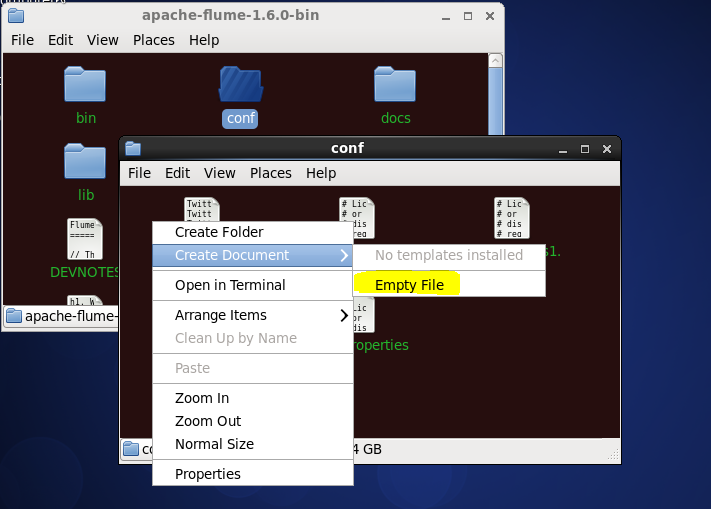 apache-flume-1.6.0-bin
File Edit View Places Help
bin
conf
docs
lib
Flume
=====
// Th
DEVNOTES
h1. W
apache-flume-
conf
File Edit View Places Help
Twitt
Twitt
# Lic
# or
# dis
# reg
# Lic
# or
# dis
# reg
s1.
Create Folder
Create Document
No templates installed
Open in Terminal
Empty File
Arrange Items
Clean Up by Name
# or
# dis
roperties
Paste
Zoom In
Zoom Out
Normal Size
4 GB
Properties